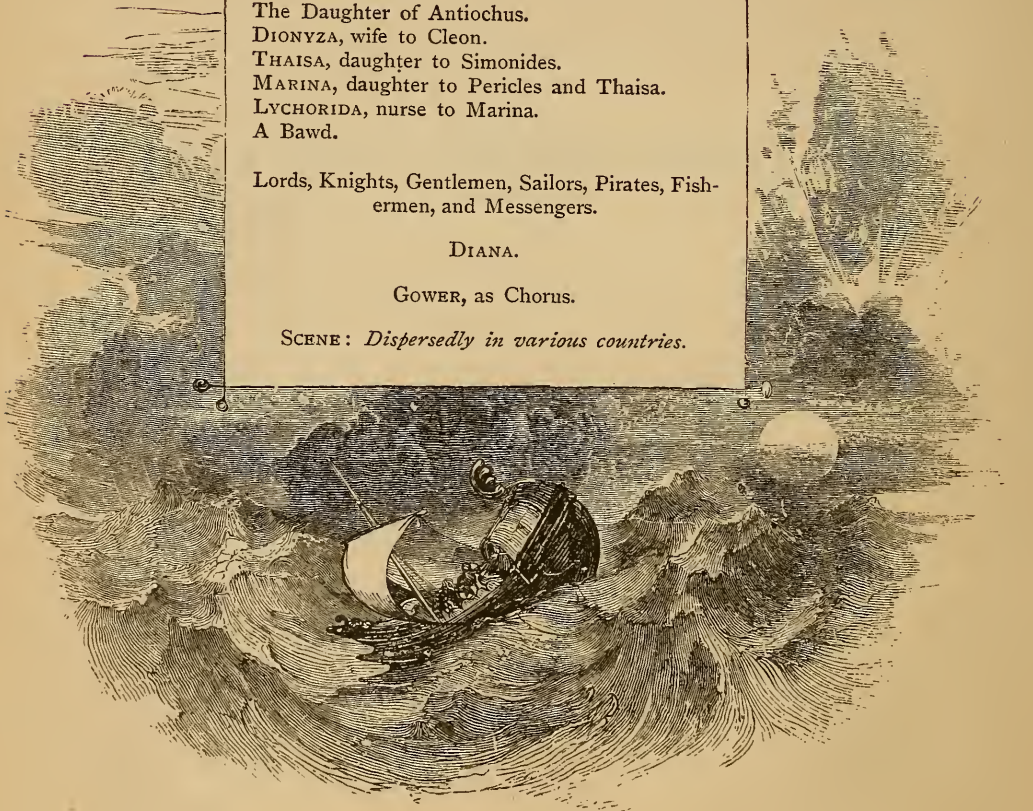 The Daughter of Antiochus.
DIONYZA, wife to Cleon.
THAISA, daughter to Simonides.
MARINA, daughter to Pericles and Thaisa.
LYCHORIDA, nurse to Marina.
A Bawd.
Lords, Knights, Gentlemen, Sailors, Pirates, Fish-
ermen, and Messengers.
DIANA.
GOWER, as Chorus.
SCENE: Dispersedly in various countries.